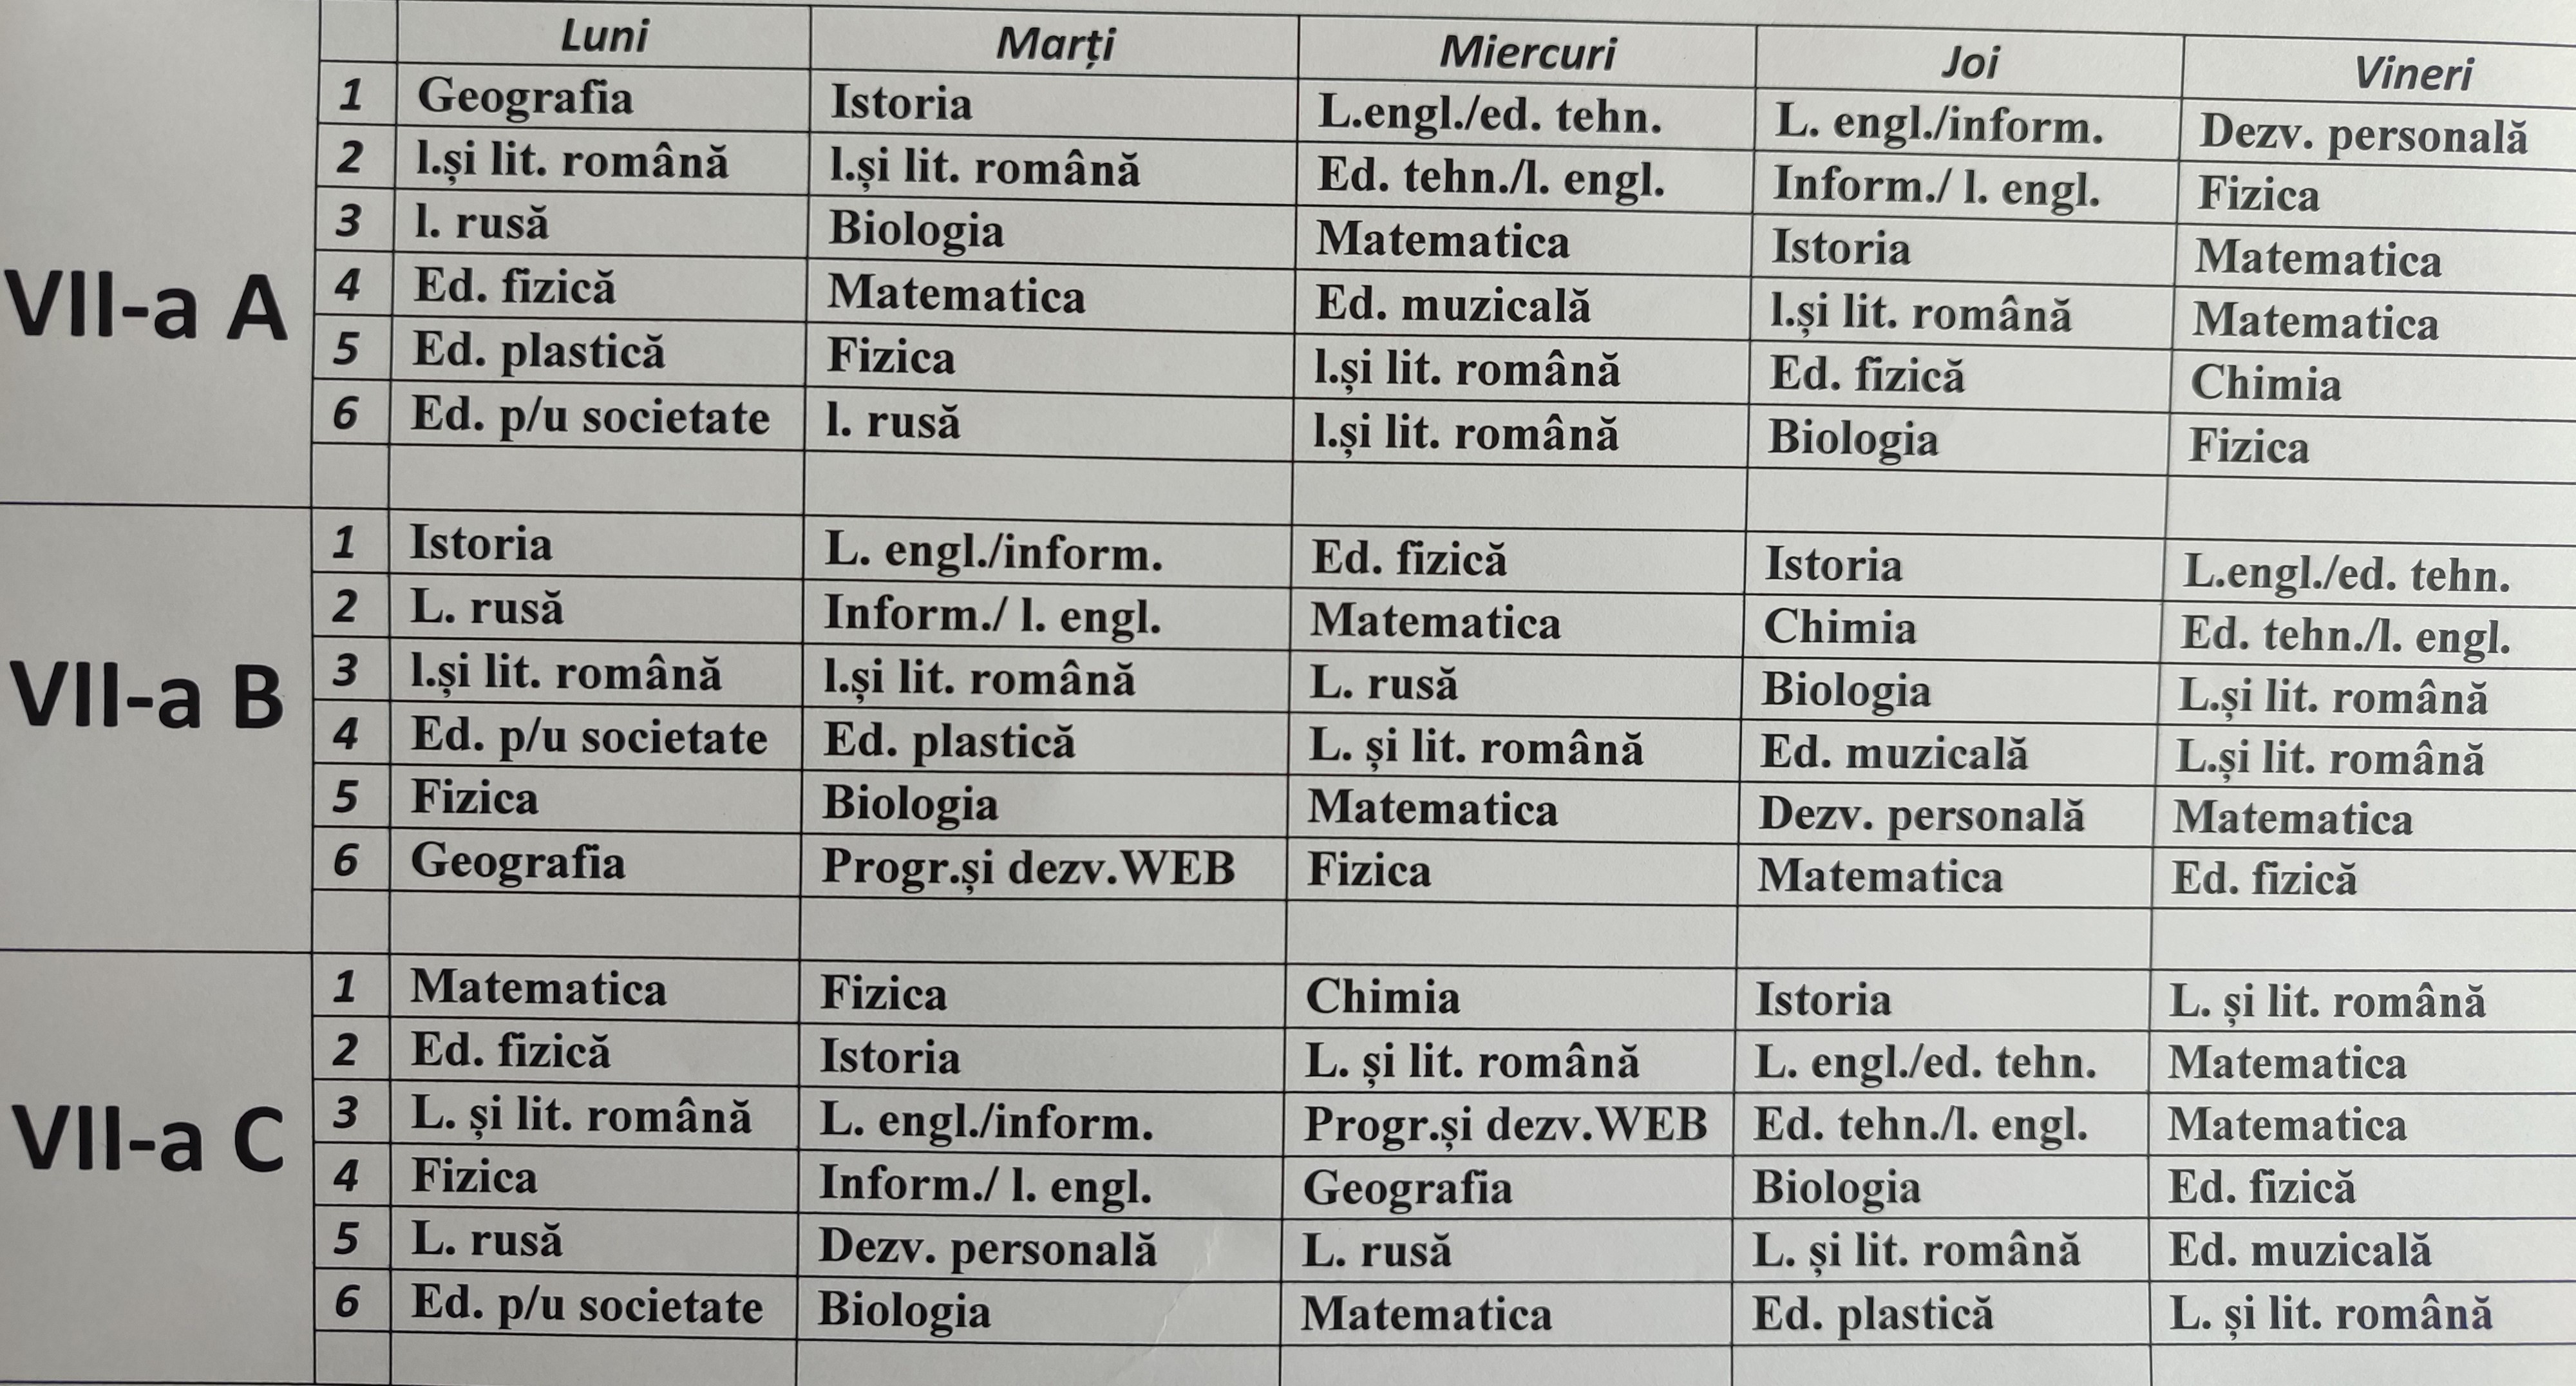 Luni Marți Miercuri Joi Vineri
VII-a A
1 Geografia Istoria L.engl./ed. tehn. L. engl./inform. Dezv. personală
2 l.și lit. română l.și lit. română Ed. tehn./l. engl. Inform./ l. engl. Fizica
3 l. rusă Biologia Matematica Istoria Matematica
4 Ed. fizică Matematica Ed. muzicală l.și lit. română Matematica
5 Ed. plastică Fizica l.și lit. română Ed. fizică Chimia
6 Ed. p/u societate l. rusă l.și lit. română Biologia Fizica
VII-a B
1 Istoria L. engl./inform. Ed. fizică Istoria L.engl./ed. tehn.
2 L. rusă Inform./ l. engl. Matematica Chimia Ed. tehn./l. engl.
3 l.și lit. română l.și lit. română L. rusă Biologia L.și lit. română
4 Ed. p/u societate Ed. plastică L. și lit. română Ed. muzicală L.și lit. română
5 Fizica Biologia Matematica Dezv. personală Matematica
6 Geografia Progr.și dezv.WEB Fizica Matematica Ed. fizică
VII-a C
1 Matematica Fizica Chimia Istoria L. și lit. română
2 Ed. fizică Istoria L. și lit. română L. engl./ed. tehn. Matematica
3 L. și lit. română L. engl./inform. Progr.și dezv.WEB Ed. tehn./l. engl. Matematica
4 Fizica Inform./ l. engl. Geografia Biologia Ed. fizică
5 L. rusă Dezv. personală L. rusă L. și lit. română Ed. muzicală
6 Ed. p/u societate Biologia Matematica Ed. plastică L. și lit. română